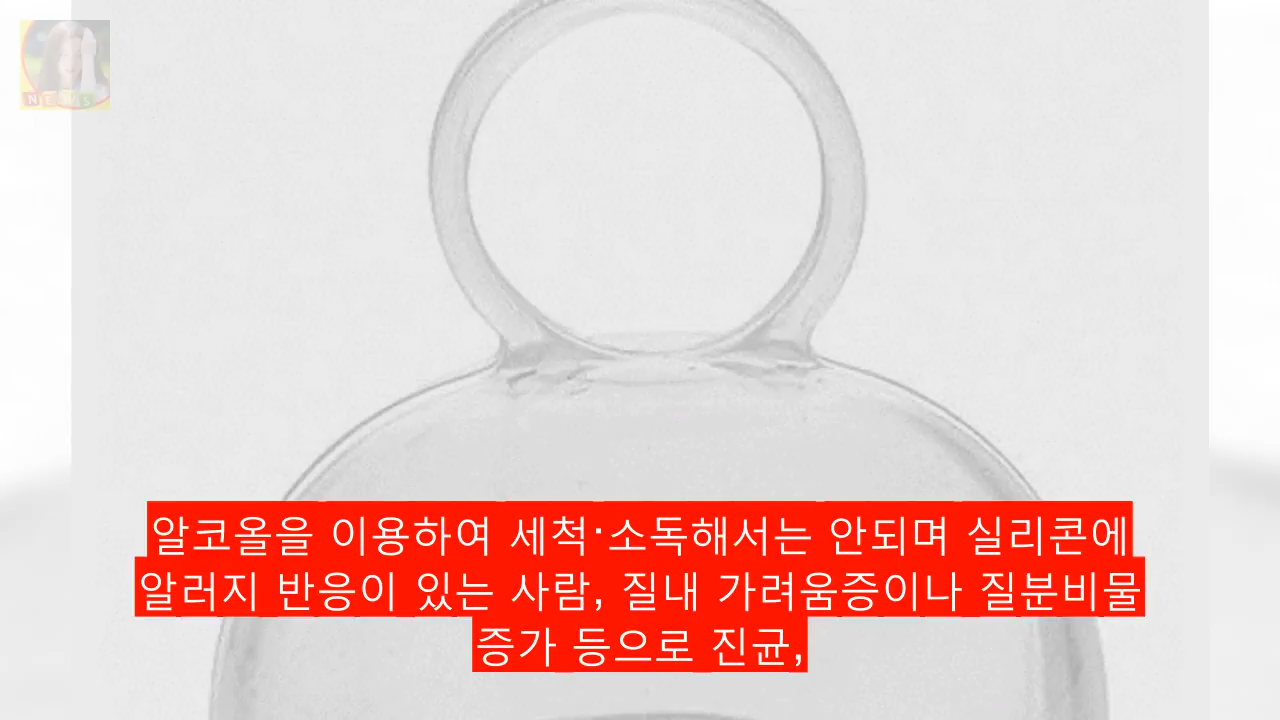 NEWS
알코올을 이용하여 세척·소독해서는 안되며 실리콘에
알러지 반응이 있는 사람, 질내 가려움증이나 질분비물
증가 등으로 진균,